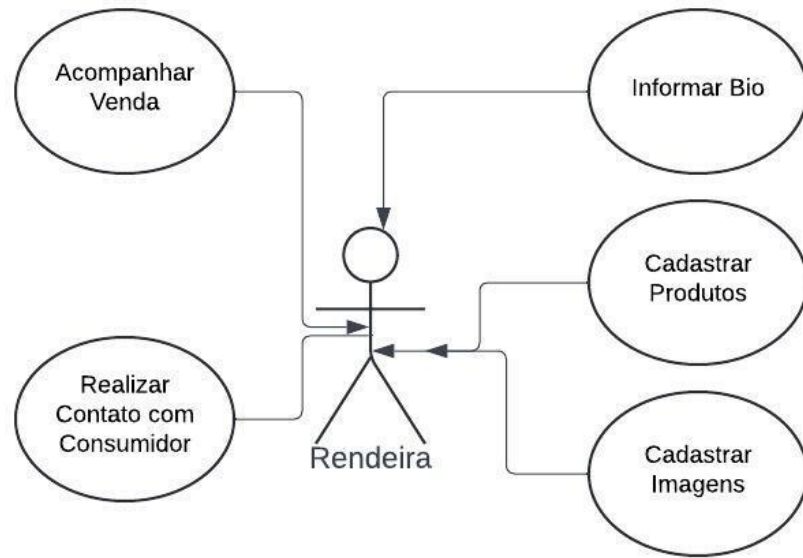 Acompanhar
Venda
Informar Bio
Cadastrar
Produtos
Realizar
Contato com
Consumidor
Rendeira
Cadastrar
Imagens